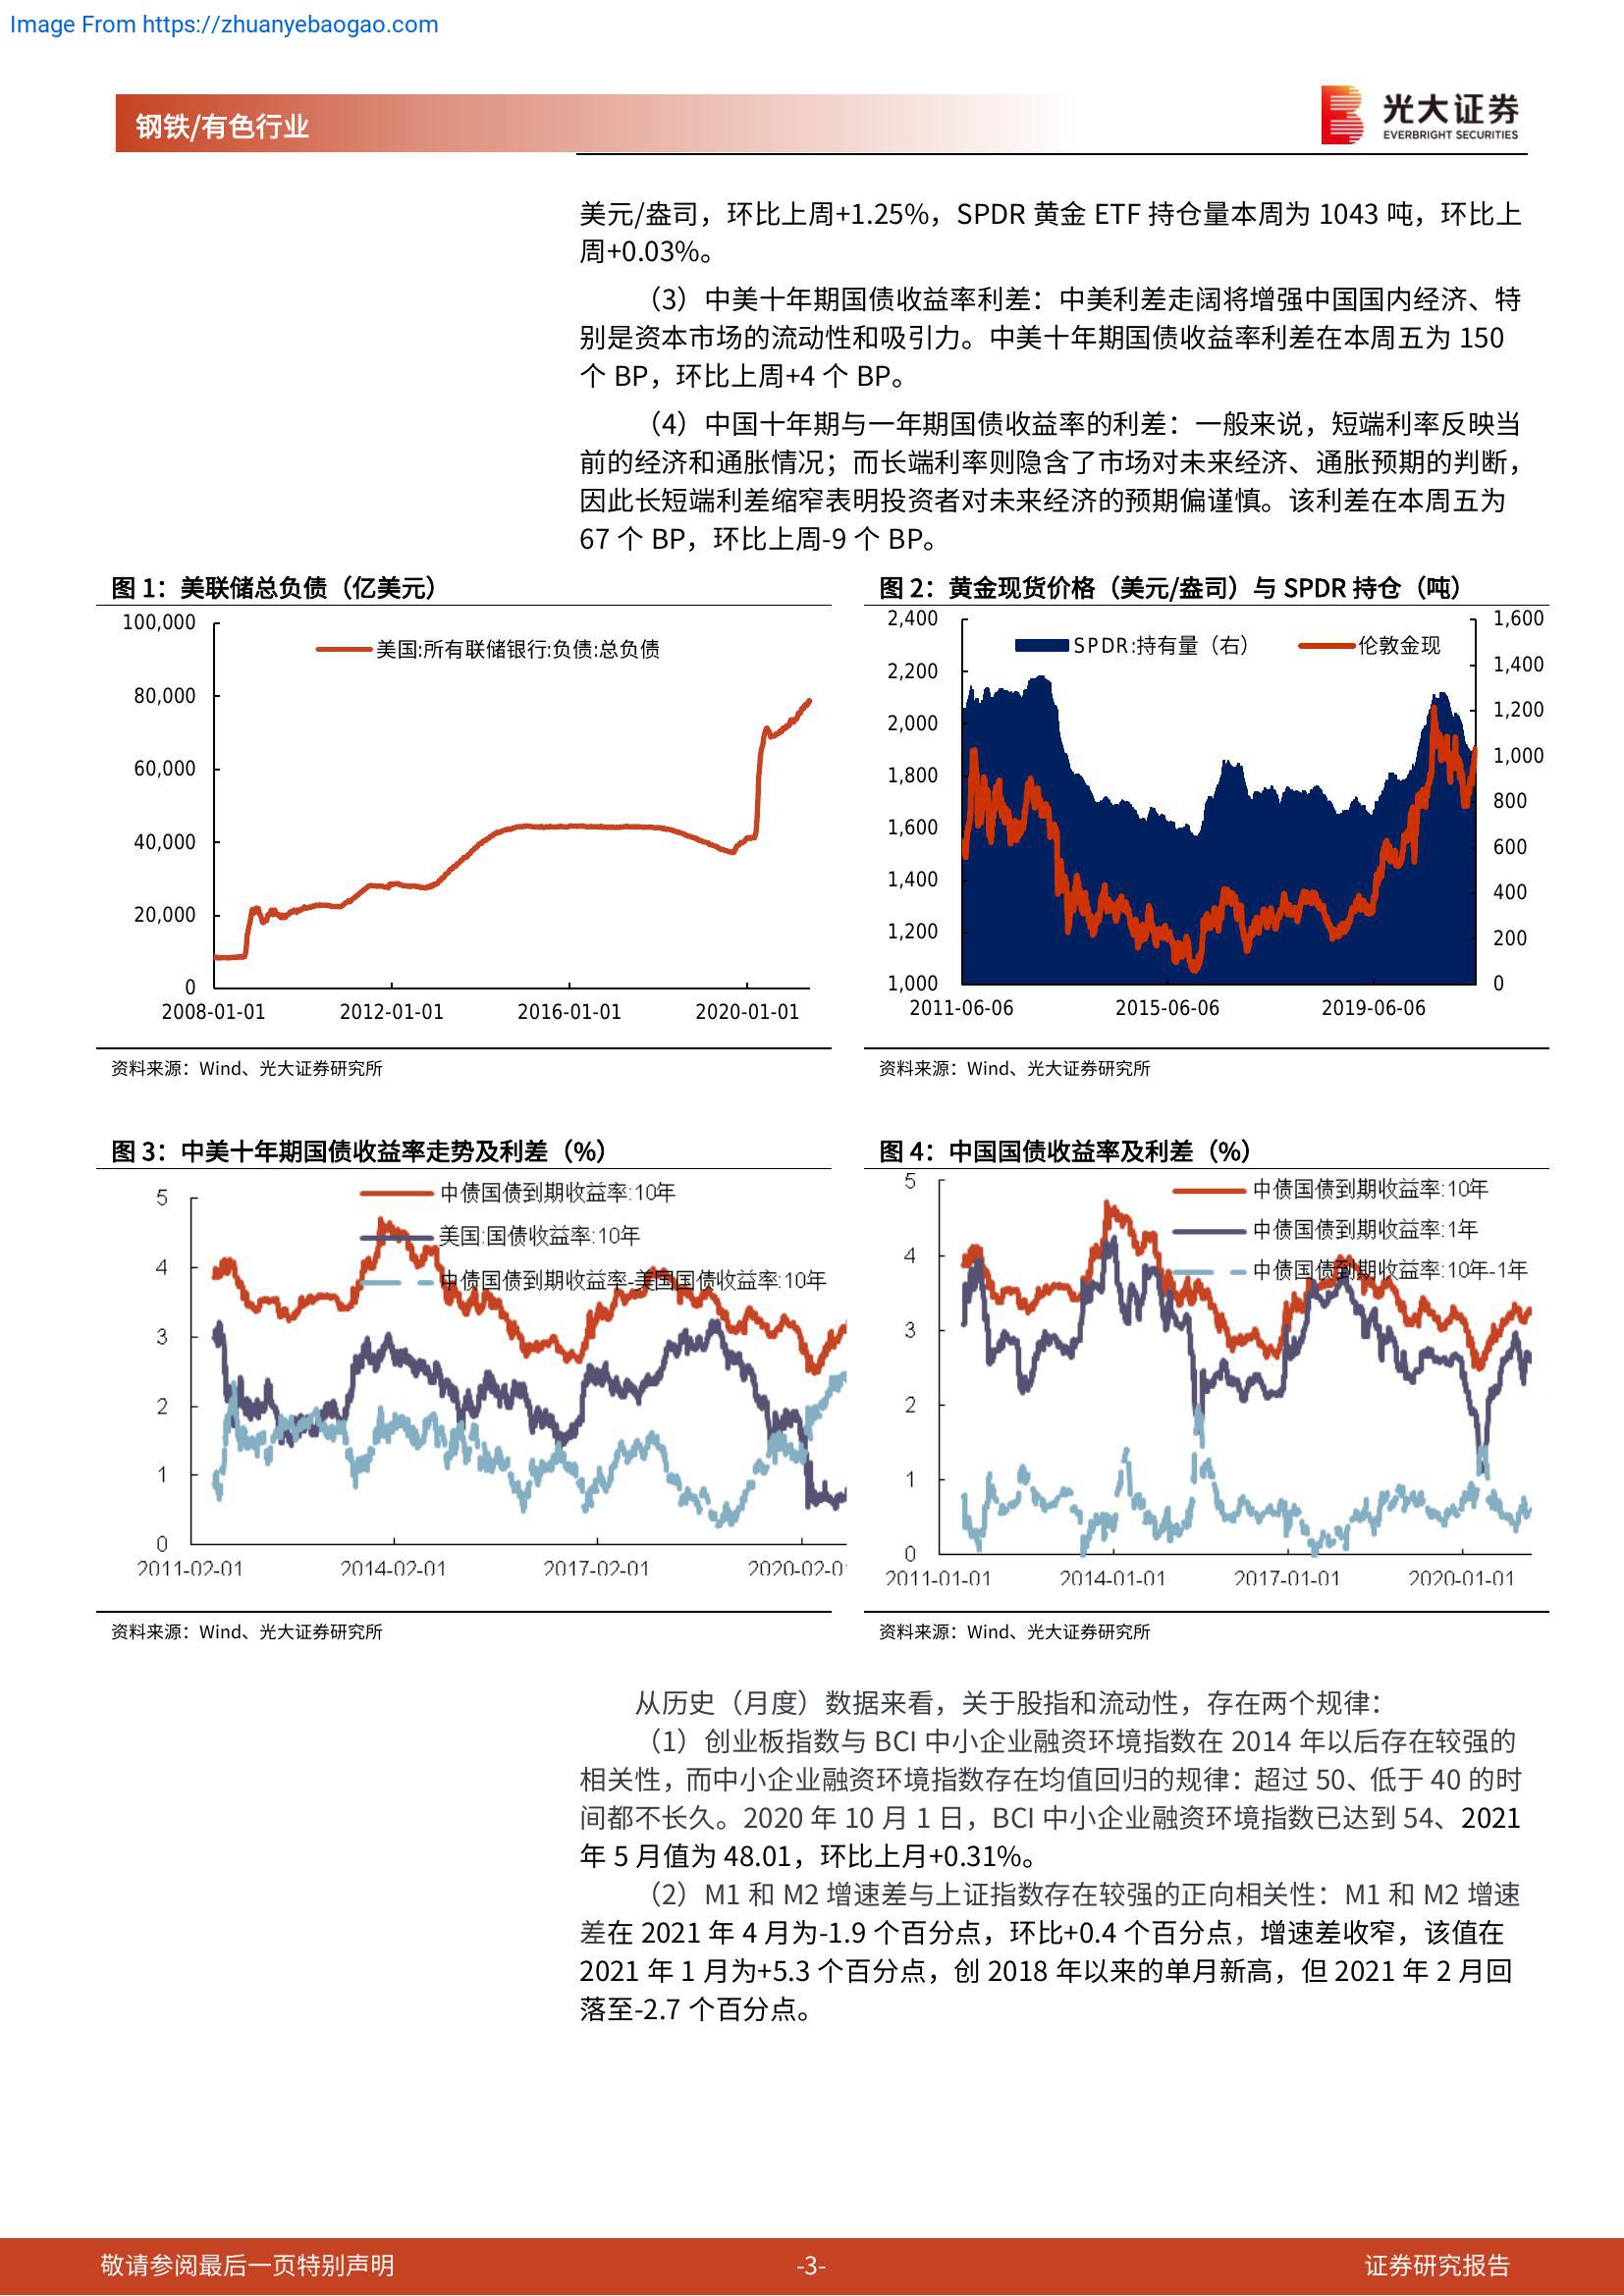 Image From https://zhuanyebaogao.com
钢铁/有色行业
光大证券
EVERBRIGHT SECURITIES
美元/盎司，环比上周+1.25%，SPDR 黄金 ETF 持仓量本周为 1043 吨，环比上
周+0.03%。
（3）中美十年期国债收益率利差：中美利差走阔将增强中国国内经济、特
别是资本市场的流动性和吸引力。中美十年期国债收益率利差在本周五为 150
个 BP，环比上周+4 个 BP。
（4）中国十年期与一年期国债收益率的利差：一般来说，短端利率反映当
前的经济和通胀情况；而长端利率则隐含了市场对未来经济、通胀预期的判断，
因此长短端利差缩窄表明投资者对未来经济的预期偏谨慎。该利差在本周五为
67 个 BP，环比上周-9 个 BP。
图 1：美联储总负债（亿美元）
100,000
80,000
60,000
40,000
20,000
0
美国:所有联储银行:负债:总负债
2008-01-01 2012-01-01 2016-01-01 2020-01-01
资料来源：Wind、光大证券研究所
图 2：黄金现货价格（美元/盎司）与 SPDR 持仓（吨）
2,400
2,200
2,000
1,800
1,600
1,400
1,200
1,000
SPDR:持有量（右） 伦敦金现
1,600
1,400
1,200
1,000
800
600
400
200
0
2011-06-06 2015-06-06 2019-06-06
资料来源：Wind、光大证券研究所
图 3：中美十年期国债收益率走势及利差（%）
5
4
3
2
1
0
中债国债到期收益率:10年
美国:国债收益率:10年
中债国债到期收益率-美国国债收益率:10年
2011-02-01 2014-02-01 2017-02-01 2020-02-0
资料来源：Wind、光大证券研究所
图 4：中国国债收益率及利差（%）
5
4
3
2
1
0
中债国债到期收益率:10年
中债国债到期收益率:1年
中债国债到期收益率:10年-1年
2011-01-01 2014-01-01 2017-01-01 2020-01-01
资料来源：Wind、光大证券研究所
从历史（月度）数据来看，关于股指和流动性，存在两个规律：
（1）创业板指数与 BCI 中小企业融资环境指数在 2014 年以后存在较强的
相关性，而中小企业融资环境指数存在均值回归的规律：超过 50、低于 40 的时
间都不长久。2020 年 10 月 1 日，BCI 中小企业融资环境指数已达到 54、2021
年 5 月值为 48.01，环比上月+0.31%。
（2）M1 和 M2 增速差与上证指数存在较强的正向相关性：M1 和 M2 增速
差在 2021 年 4 月为-1.9 个百分点，环比+0.4 个百分点，增速差收窄，该值在
2021 年 1 月为+5.3 个百分点，创 2018 年以来的单月新高，但 2021 年 2 月回
落至-2.7 个百分点。
敬请参阅最后一页特别声明
-3-
证券研究报告